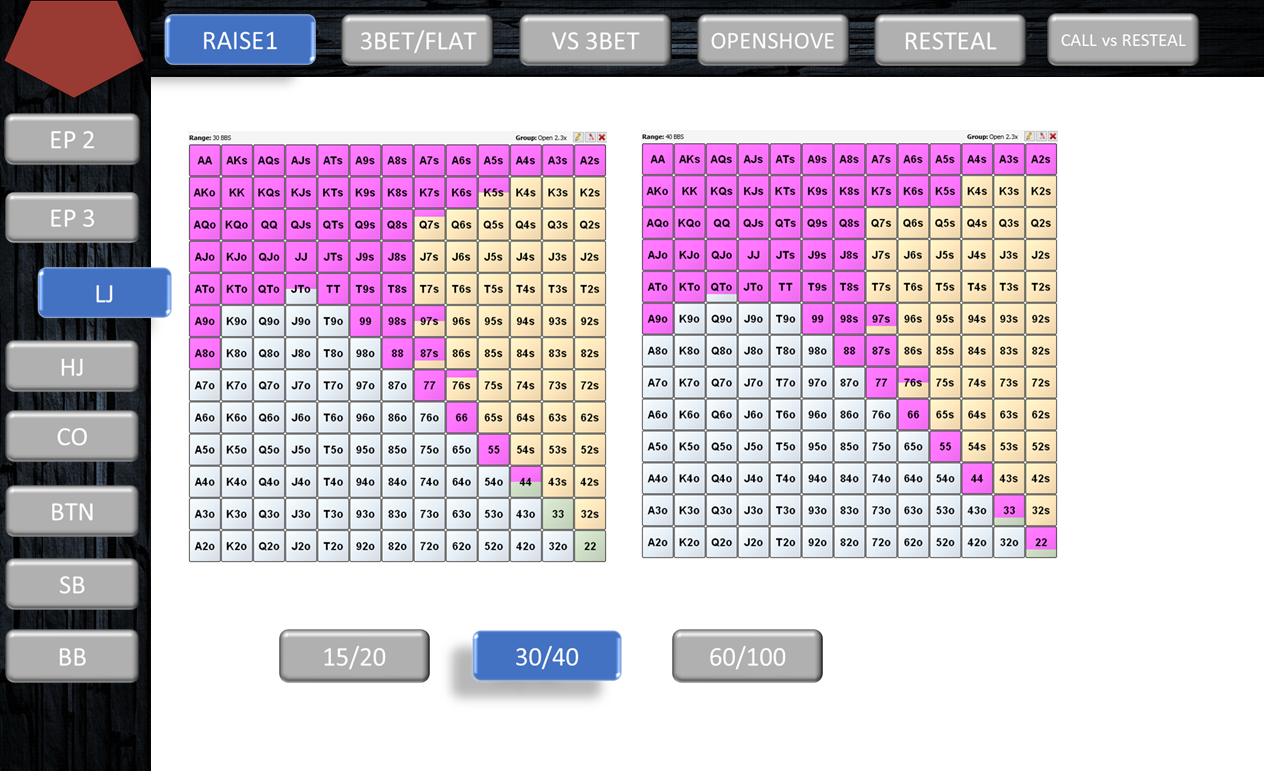 RAISE1 3BET/FLAT VS 3BET OPENSHOVE RESTEAL CALL vs RESTEAL
EP 2
EP 3
LJ
HJ
CO
BTN
SB
BB
Range: 30 BBS Group: Open 2.3x
AA AKs AQs AJs ATs A9s A8s A7s A6s A5s A4s A3s A2s
AKo KK KQs KJs KTs K9s K8s K7s K6s K5s K4s K3s K2s
AQo KQo QQ QJs QTs Q9s Q8s Q7s Q6s Q5s Q4s Q3s Q2s
AJo KJo QJo JJ JTs J9s J8s J7s J6s J5s J4s J3s J2s
ATo KTo QTo JTo TT T9s T8s T7s T6s T5s T4s T3s T2s
A9o K9o Q9o J9o T9o 99 98s 97s 96s 95s 94s 93s 92s
A8o K8o Q8o J8o T8o 98o 88 87s 86s 85s 84s 83s 82s
A7o K7o Q7o J7o T7o 97o 87o 77 76s 75s 74s 73s 72s
A6o K6o Q6o J6o T6o 96o 86o 76o 66 65s 64s 63s 62s
A5o K5o Q5o J5o T5o 95o 85o 75o 65o 55 54s 53s 52s
A4o K4o Q4o J4o T4o 94o 84o 74o 64o 54o 44 43s 42s
A3o K3o Q3o J3o T3o 93o 83o 73o 63o 53o 43o 33 32s
A2o K2o Q2o J2o T2o 92o 82o 72o 62o 52o 42o 32o 22
Range: 40 BBS Group: Open 2.3x
AA AKs AQs AJs ATs A9s A8s A7s A6s A5s A4s A3s A2s
AKo KK KQs KJs KTs K9s K8s K7s K6s K5s K4s K3s K2s
AQo KQo QQ QJs QTs Q9s Q8s Q7s Q6s Q5s Q4s Q3s Q2s
AJo KJo QJo JJ JTs J9s J8s J7s J6s J5s J4s J3s J2s
ATo KTo QTo JTo TT T9s T8s T7s T6s T5s T4s T3s T2s
A9o K9o Q9o J9o T9o 99 98s 97s 96s 95s 94s 93s 92s
A8o K8o Q8o J8o T8o 98o 88 87s 86s 85s 84s 83s 82s
A7o K7o Q7o J7o T7o 97o 87o 77 76s 75s 74s 73s 72s
A6o K6o Q6o J6o T6o 96o 86o 76o 66 65s 64s 63s 62s
A5o K5o Q5o J5o T5o 95o 85o 75o 65o 55 54s 53s 52s
A4o K4o Q4o J4o T4o 94o 84o 74o 64o 54o 44 43s 42s
A3o K3o Q3o J3o T3o 93o 83o 73o 63o 53o 43o 33 32s
A2o K2o Q2o J2o T2o 92o 82o 72o 62o 52o 42o 32o 22
15/20 30/40 60/100